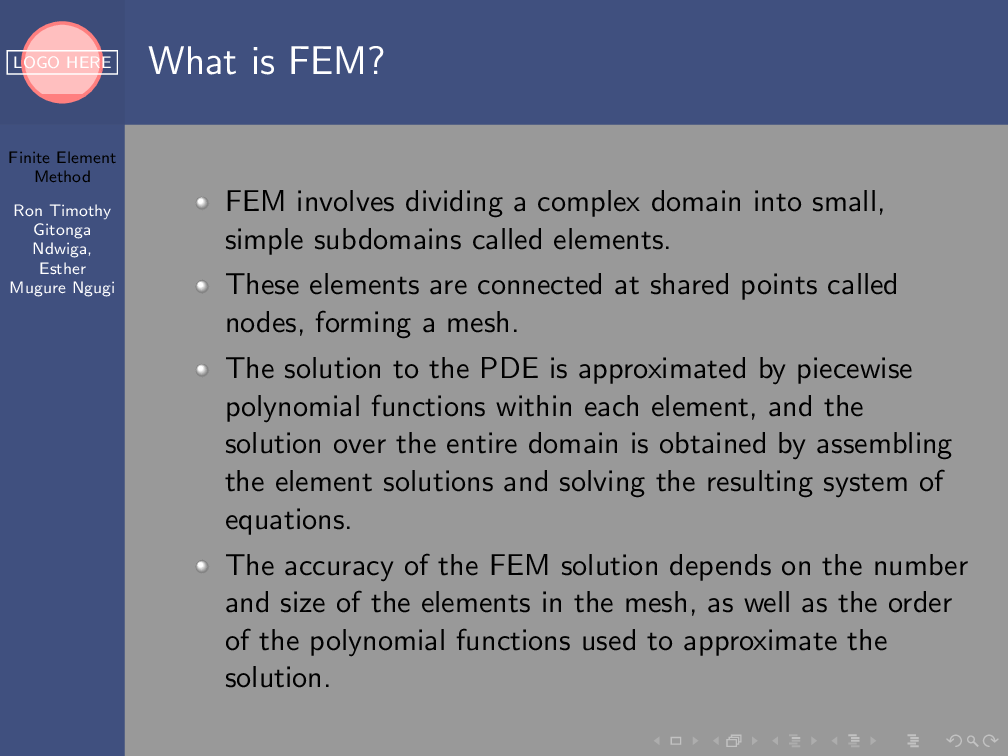 LOGO HERE
What is FEM?
Finite Element
Method
Ron Timothy
Gitonga
Ndwiga,
Esther
Mugure Ngugi
FEM involves dividing a complex domain into small,
simple subdomains called elements.
These elements are connected at shared points called
nodes, forming a mesh.
The solution to the PDE is approximated by piecewise
polynomial functions within each element, and the
solution over the entire domain is obtained by assembling
the element solutions and solving the resulting system of
equations.
The accuracy of the FEM solution depends on the number
and size of the elements in the mesh, as well as the order
of the polynomial functions used to approximate the
solution.